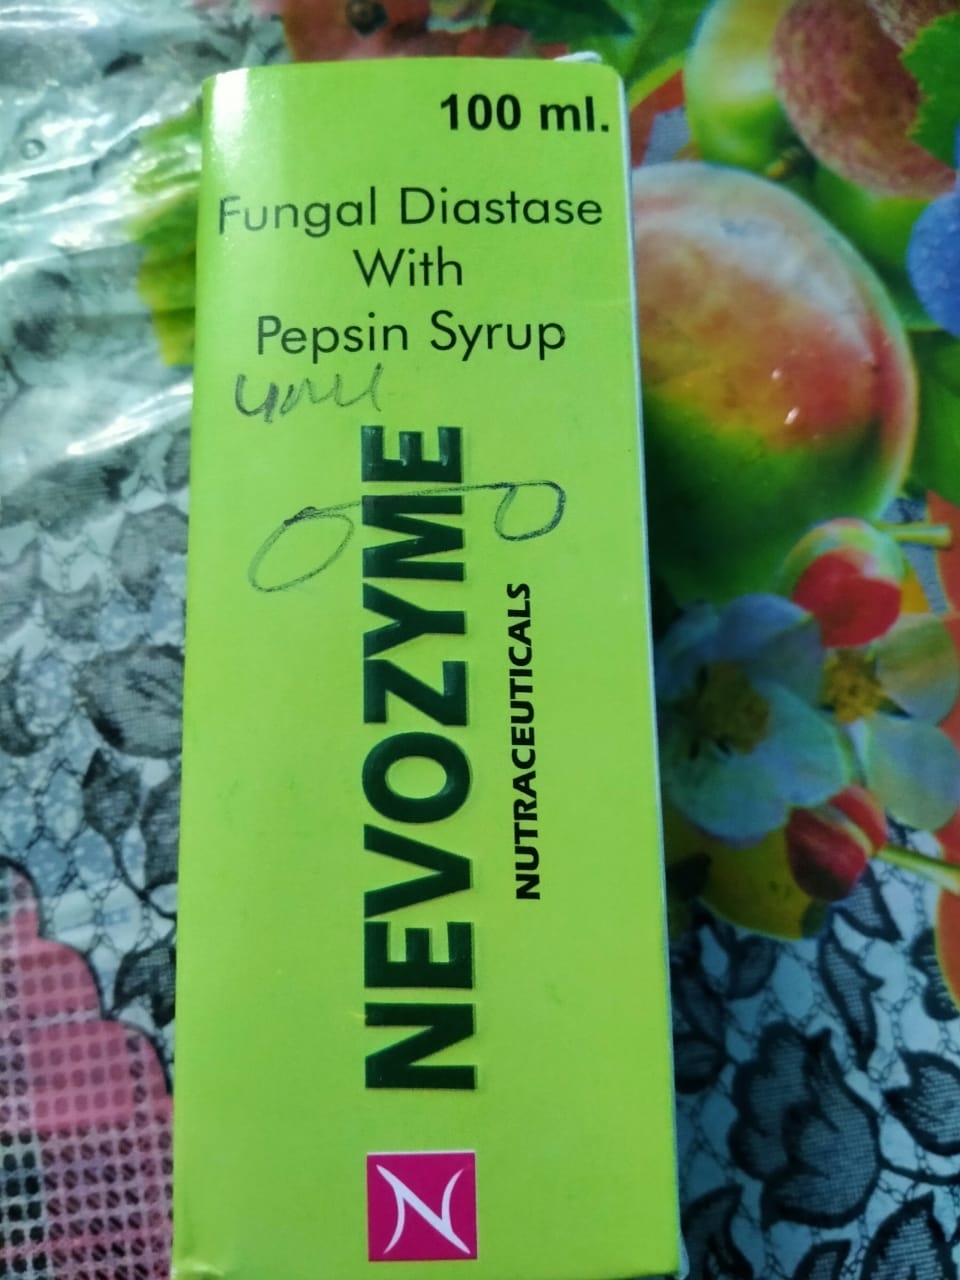 100 ml.
Fungal Diastase
With
Pepsin Syrup
NEVOZYME
NUTRACEUTICALS